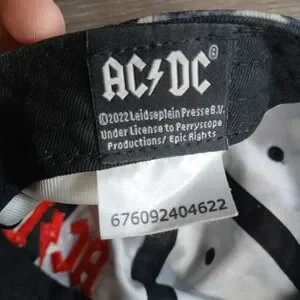 AC⚡DC®
©2022 Leidseplein Presse B.V.
Under License to Perryscope
Productions/ Epic Rights
676092404622